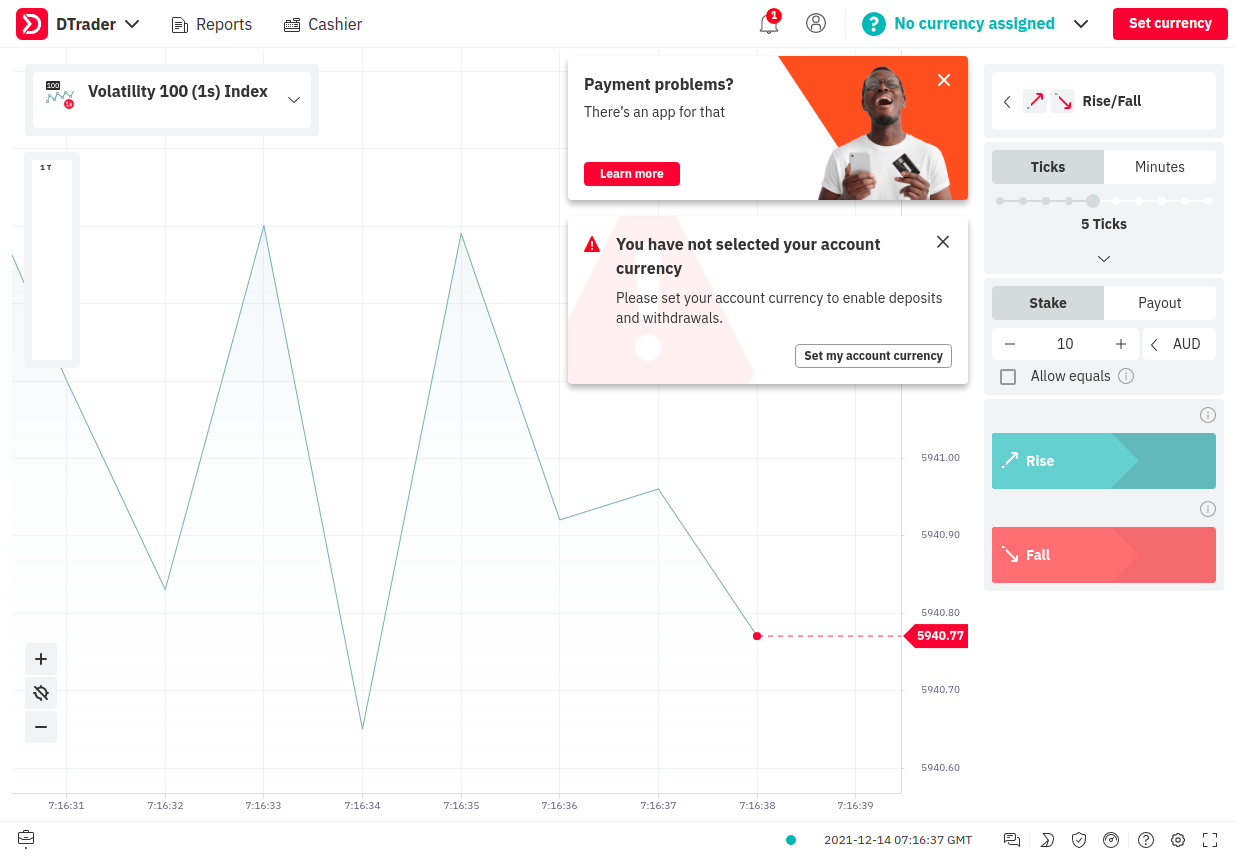 DTrader
Reports
Cashier
1
?
No currency assigned
Set currency
100
1s
Volatility 100 (1s) Index
1T
Payment problems?
There's an app for that
Learn more
You have not selected your account
currency
Please set your account currency to enable deposits
and withdrawals.
Set my account currency
Rise/Fall
Ticks
Minutes
5 Ticks
Stake
Payout
10
AUD
Allow equals
Rise
Fall
5941.00
5940.90
5940.80
5940.77
5940.70
5940.60
7:16:31
7:16:32
7:16:33
7:16:34
7:16:35
7:16:36
7:16:37
7:16:38
7:16:39
2021-12-14 07:16:37 GMT